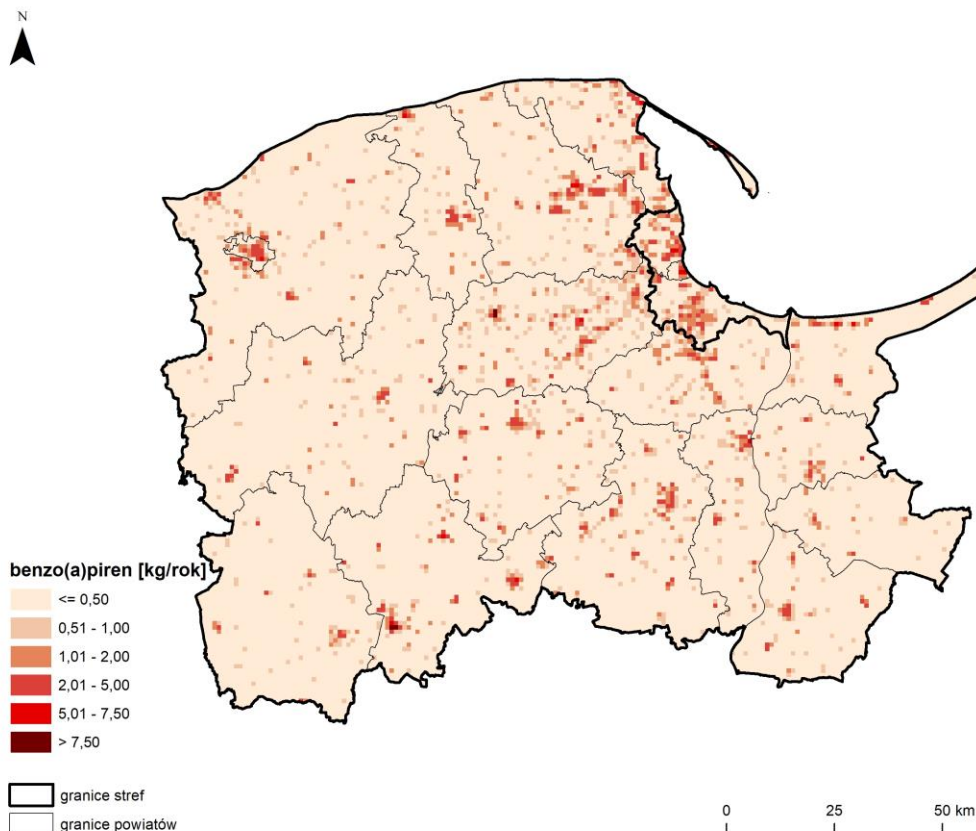 N
benzo(a)piren [kg/rok]
<= 0,50
0,51 - 1,00
1,01 - 2,00
2,01 - 5,00
5,01 - 7,50
> 7,50
granice stref
granice powiatów
0 25 50 km